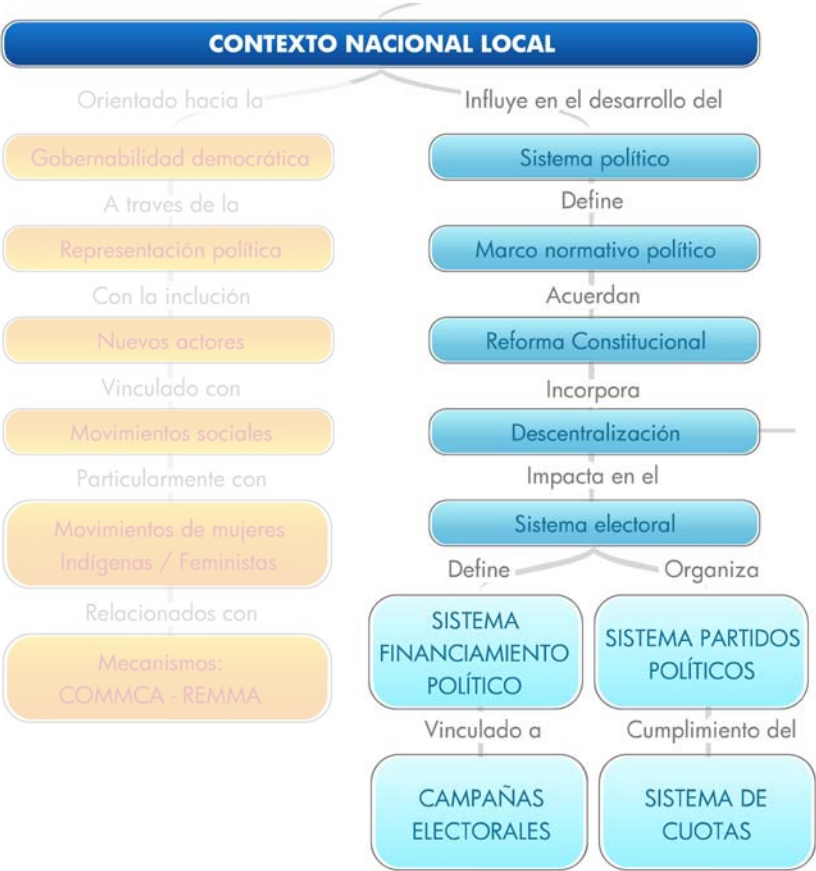 CONTEXTO NACIONAL LOCAL
Orientado hacia la
Gobernabilidad democrática
A traves de la
Representación política
Con la inclución
Nuevos actores
Vinculado con
Movimientos sociales
Particularmente con
Movimientos de mujeres
Indígenas / Feministas
Relacionados con
Mecanismos:
COMMCA - REMMA
Influye en el desarrollo del
Sistema político
Define
Marco normativo político
Acuerdan
Reforma Constitucional
Incorpora
Descentralización
Impacta en el
Sistema electoral
Define
SISTEMA
FINANCIAMIENTO
POLÍTICO
Vinculado a
CAMPAÑAS
ELECTORALES
Organiza
SISTEMA PARTIDOS
POLÍTICOS
Cumplimiento del
SISTEMA DE
CUOTAS